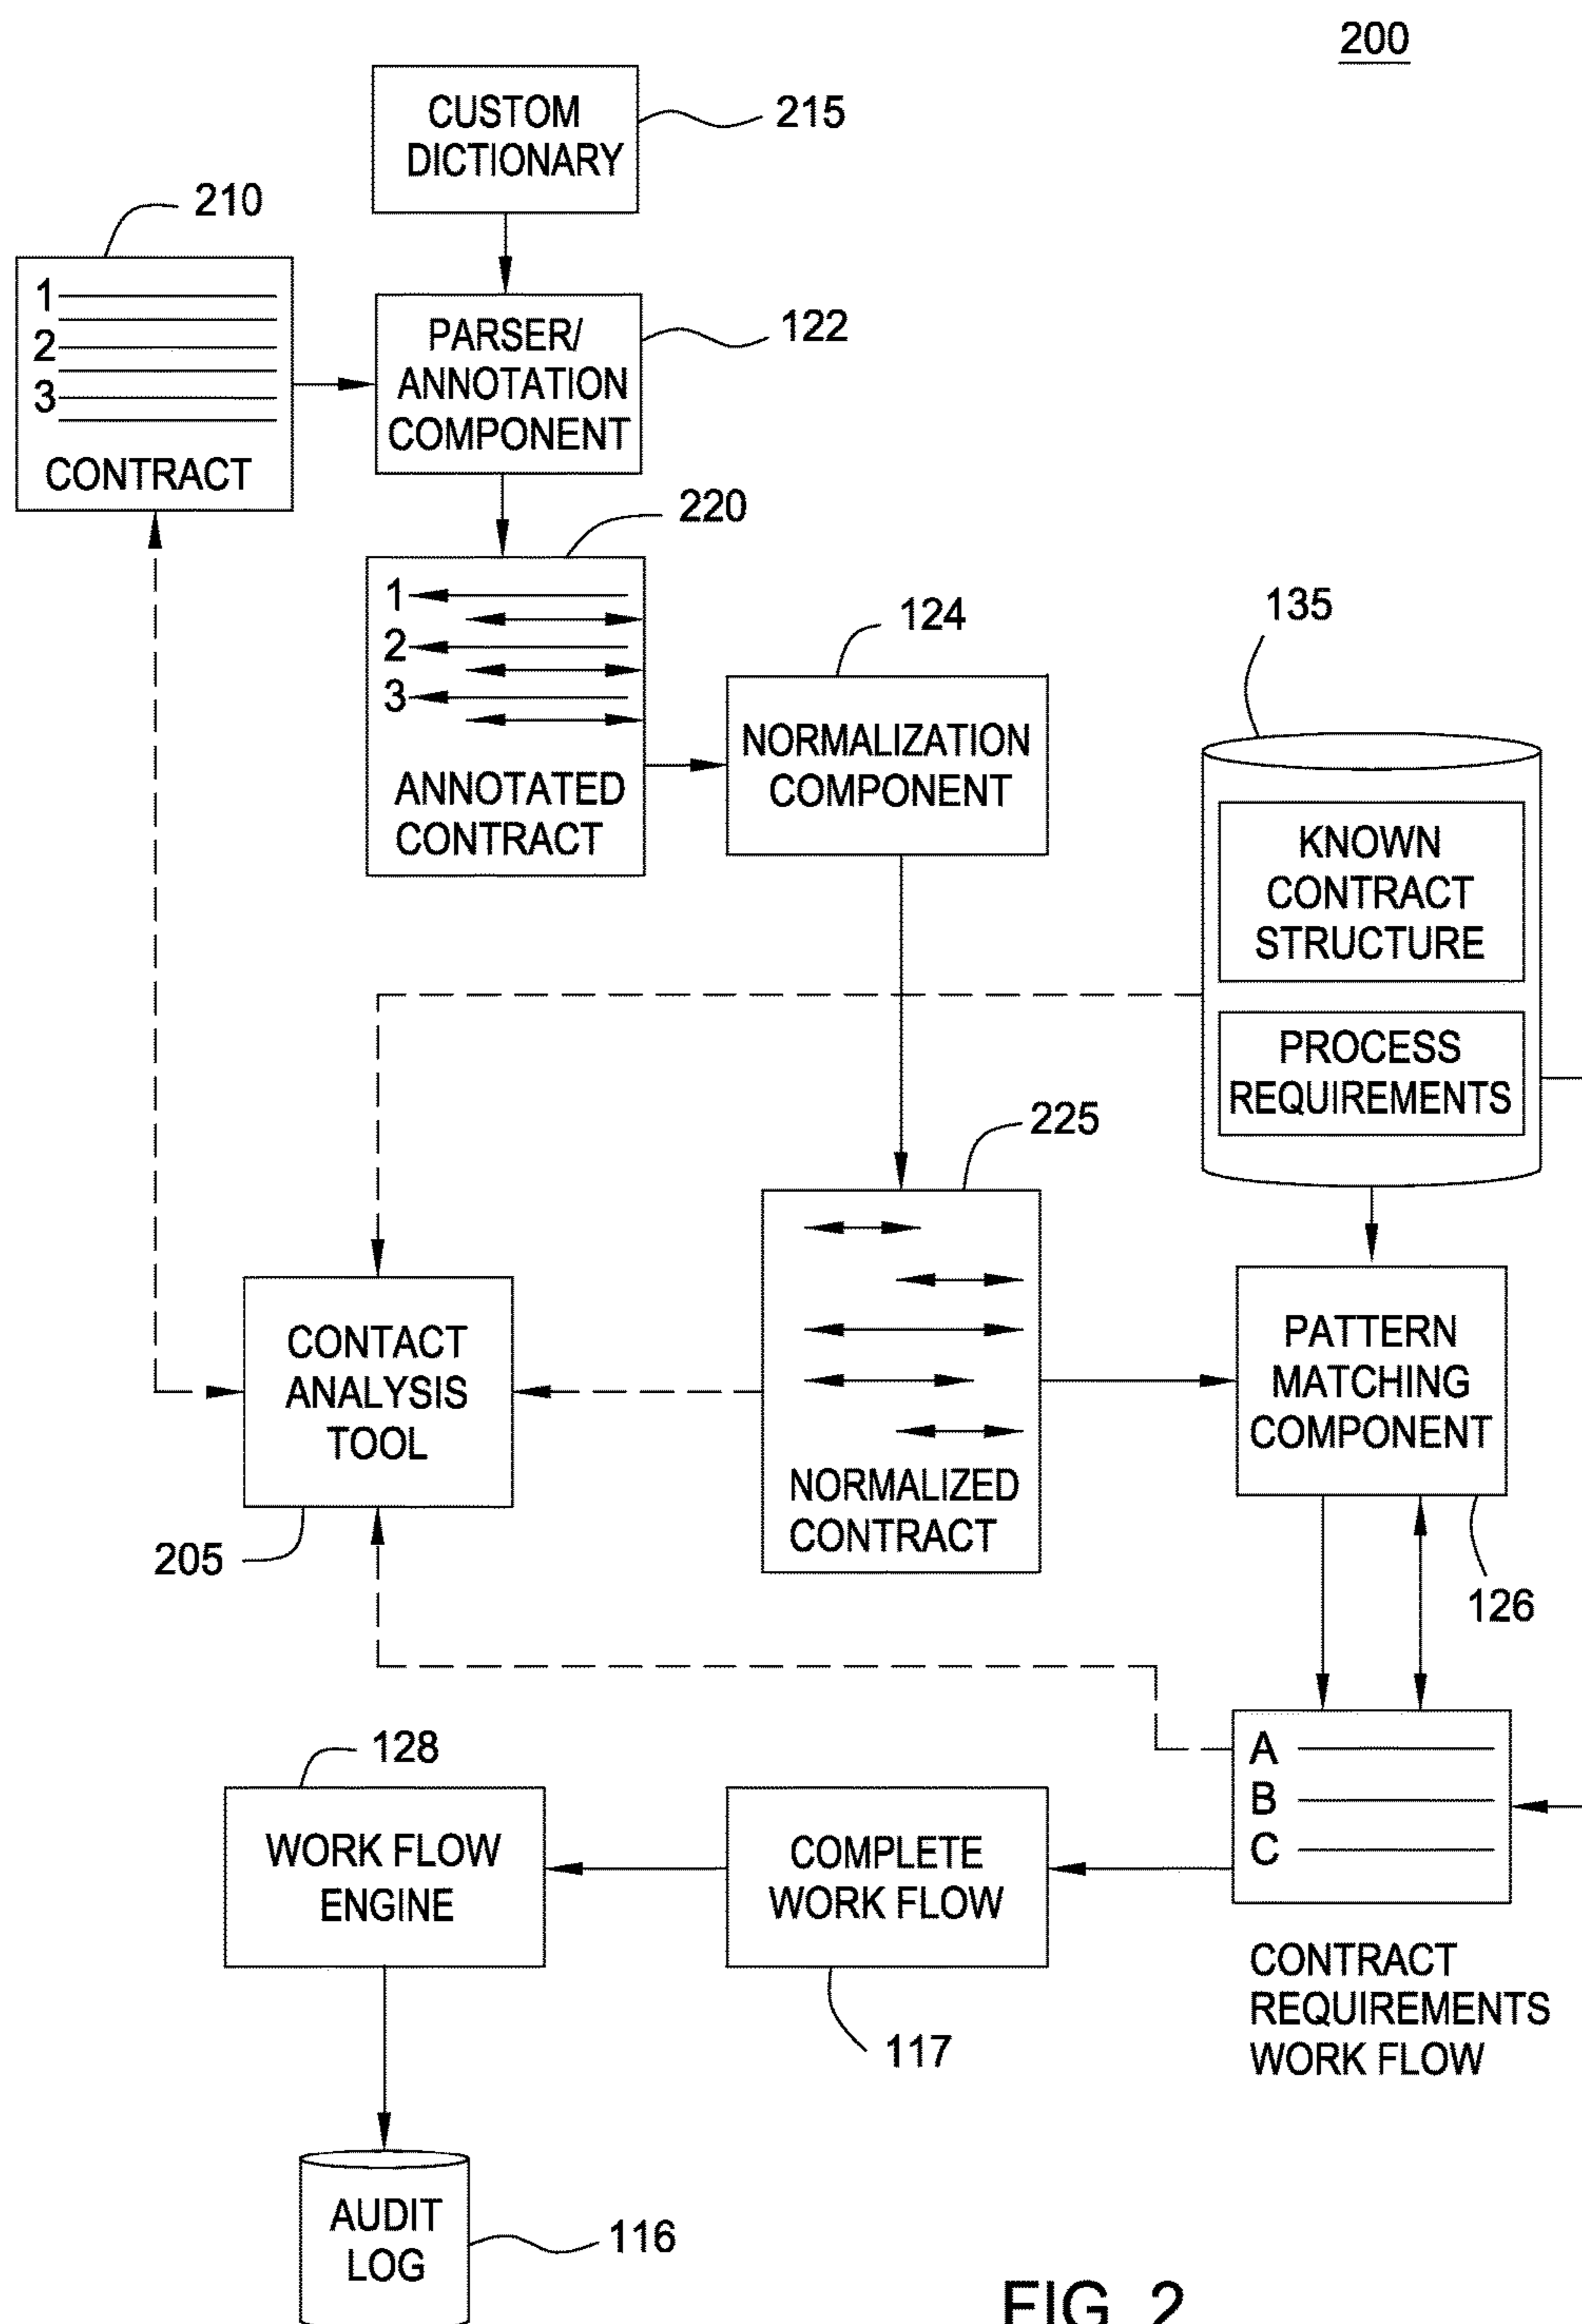 200
CUSTOM
DICTIONARY
215
210
1
2
3
CONTRACT
PARSER/
ANNOTATION
COMPONENT
122
220
1
2
3
ANNOTATED
CONTRACT
124
NORMALIZATION
COMPONENT
135
KNOWN
CONTRACT
STRUCTURE
PROCESS
REQUIREMENTS
225
NORMALIZED
CONTRACT
CONTACT
ANALYSIS
TOOL
205
PATTERN
MATCHING
COMPONENT
126
A
B
C
CONTRACT
REQUIREMENTS
WORK FLOW
COMPLETE
WORK FLOW
117
128
WORK FLOW
ENGINE
AUDIT
LOG
116
FIG. 2